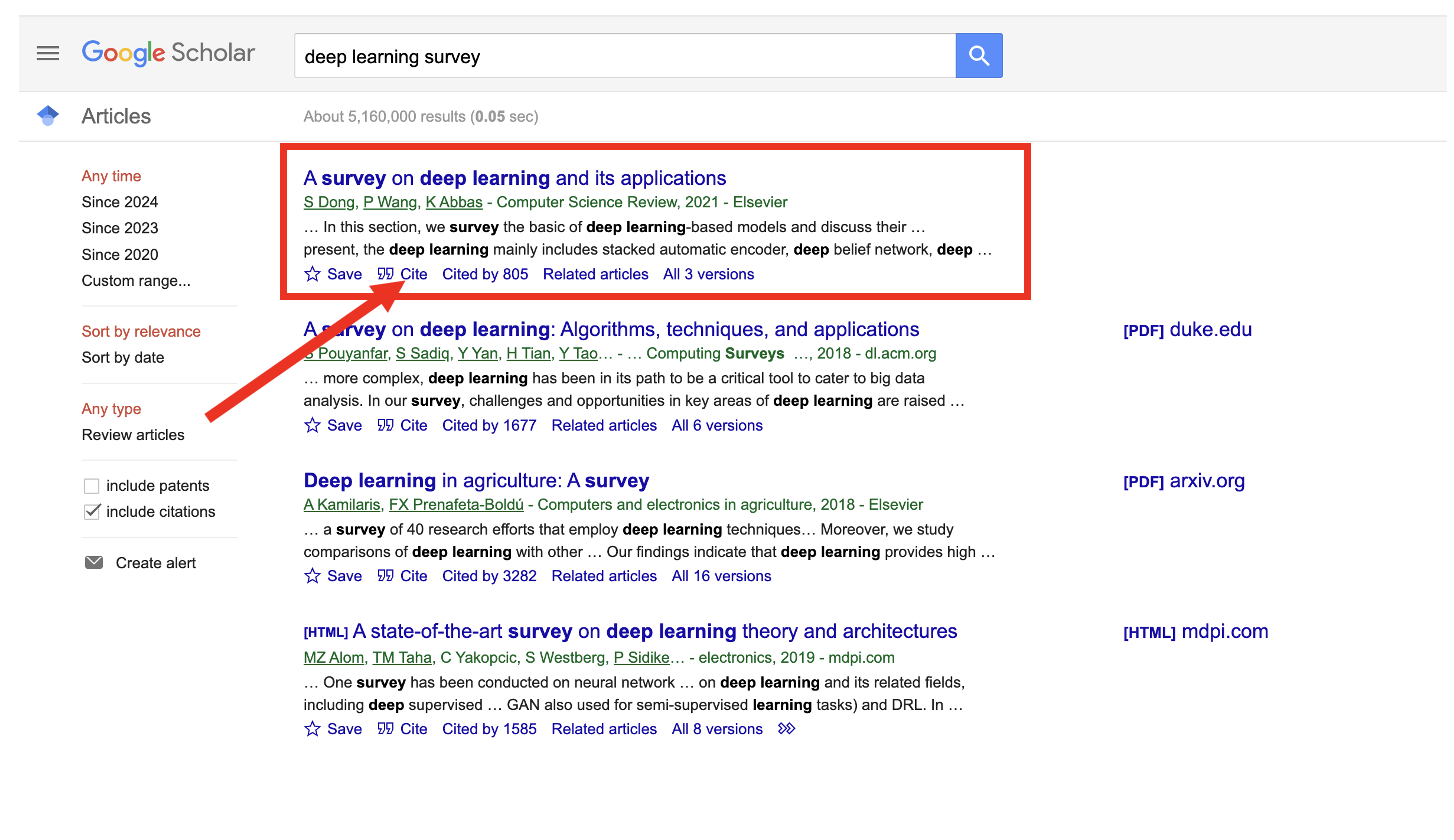 Google Scholar
deep learning survey
Articles
About 5,160,000 results (0.05 sec)
Any time
Since 2024
Since 2023
Since 2020
Custom range...
Sort by relevance
Sort by date
Any type
Review articles
include patents
include citations
Create alert
A survey on deep learning and its applications
S Dong, P Wang, K Abbas - Computer Science Review, 2021 - Elsevier
… In this section, we survey the basic of deep learning-based models and discuss their …
present, the deep learning mainly includes stacked automatic encoder, deep belief network, deep …
Save Cite Cited by 805 Related articles All 3 versions
A survey on deep learning: Algorithms, techniques, and applications
[PDF] duke.edu
S Pouyanfar, S Sadiq, Y Yan, H Tian, Y Tao… - … Computing Surveys …, 2018 - dl.acm.org
… more complex, deep learning has been in its path to be a critical tool to cater to big data
analysis. In our survey, challenges and opportunities in key areas of deep learning are raised …
Save Cite Cited by 1677 Related articles All 6 versions
Deep learning in agriculture: A survey
[PDF] arxiv.org
A Kamilaris, FX Prenafeta-Boldú - Computers and electronics in agriculture, 2018 - Elsevier
… a survey of 40 research efforts that employ deep learning techniques… Moreover, we study
comparisons of deep learning with other … Our findings indicate that deep learning provides high …
Save Cite Cited by 3282 Related articles All 16 versions
[HTML] A state-of-the-art survey on deep learning theory and architectures
[HTML] mdpi.com
MZ Alom, TM Taha, C Yakopcic, S Westberg, P Sidike… - electronics, 2019 - mdpi.com
… One survey has been conducted on neural network … on deep learning and its related fields,
including deep supervised … GAN also used for semi-supervised learning tasks) and DRL. In …
Save Cite Cited by 1585 Related articles All 8 versions